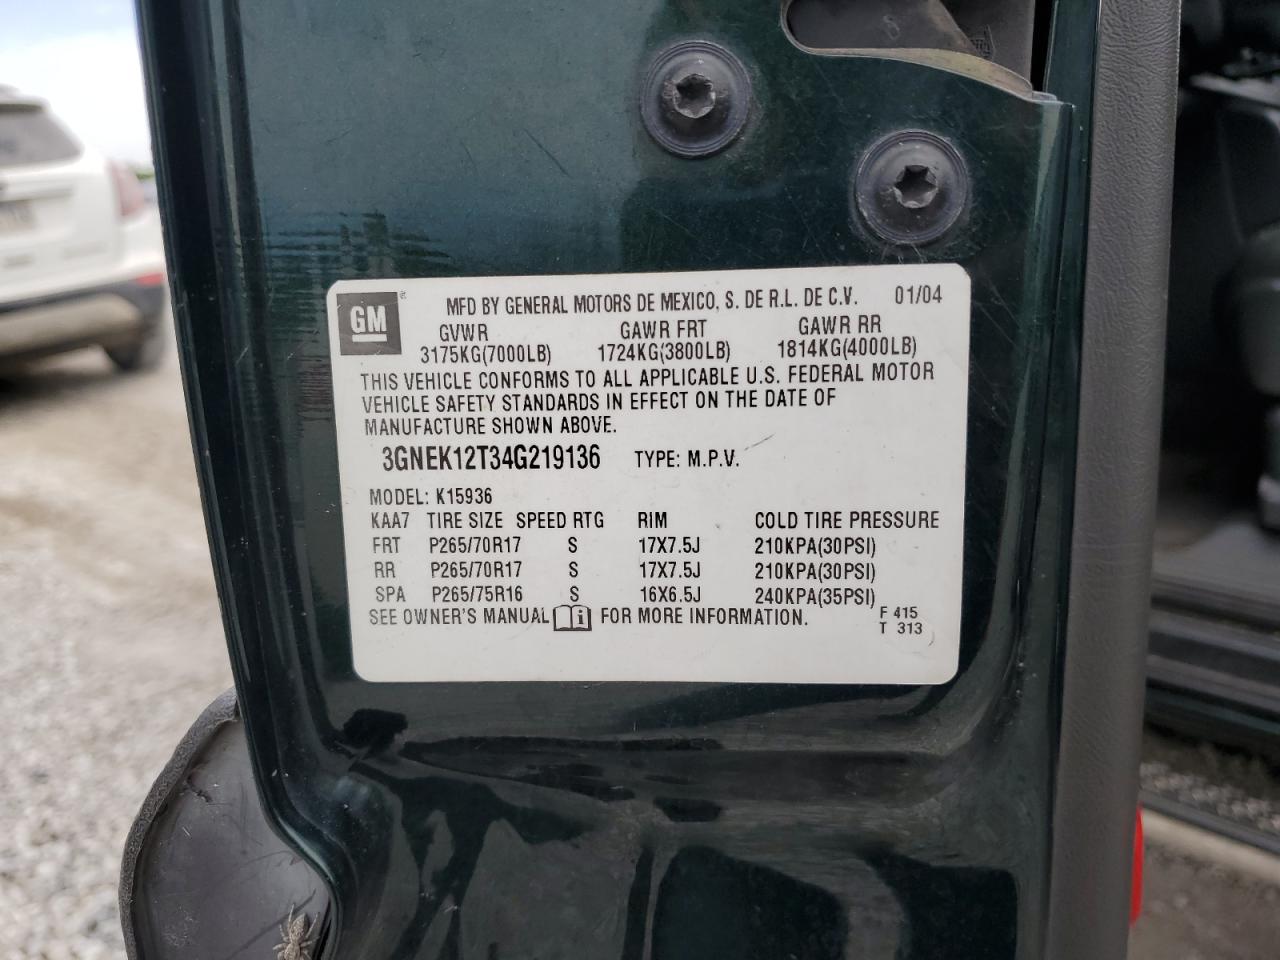 GM ® MFD BY GENERAL MOTORS DE MEXICO, S. DE R.L. DE C.V. 01/04
GVWR GAWR FRT GAWR RR
3175KG(7000LB) 1724KG(3800LB) 1814KG(4000LB)
THIS VEHICLE CONFORMS TO ALL APPLICABLE U.S. FEDERAL MOTOR
VEHICLE SAFETY STANDARDS IN EFFECT ON THE DATE OF
MANUFACTURE SHOWN ABOVE.
3GNEK12T34G219136 TYPE: M.P.V.
MODEL: K15936
KAA7 TIRE SIZE SPEED RTG RIM COLD TIRE PRESSURE
FRT P265/70R17 S 17X7.5J 210KPA(30PSI)
RR P265/70R17 S 17X7.5J 210KPA(30PSI)
SPA P265/75R16 S 16X6.5J 240KPA(35PSI)
SEE OWNER'S MANUAL i FOR MORE INFORMATION.
F 415
T 313